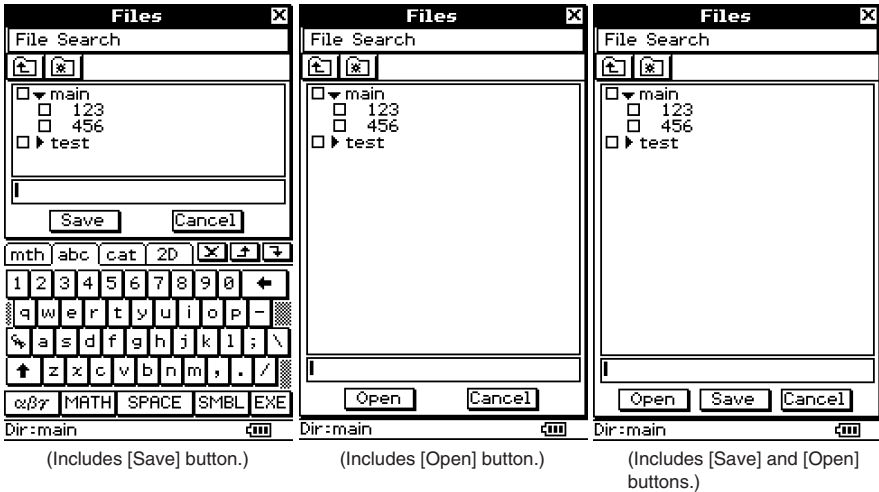 Files X
File Search
main
123
456
test
Save Cancel
mth abc cat 2D
1 2 3 4 5 6 7 8 9 0
q w e r t y u i o p -
a s d f g h j k l ; \
z x c v b n m , . /
αβγ MATH SPACE SMBL EXE
Dir:main
(Includes [Save] button.)
Files X
File Search
main
123
456
test
Open Cancel
Dir:main
(Includes [Open] button.)
Files X
File Search
main
123
456
test
Open Save Cancel
Dir:main
(Includes [Save] and [Open]
buttons.)